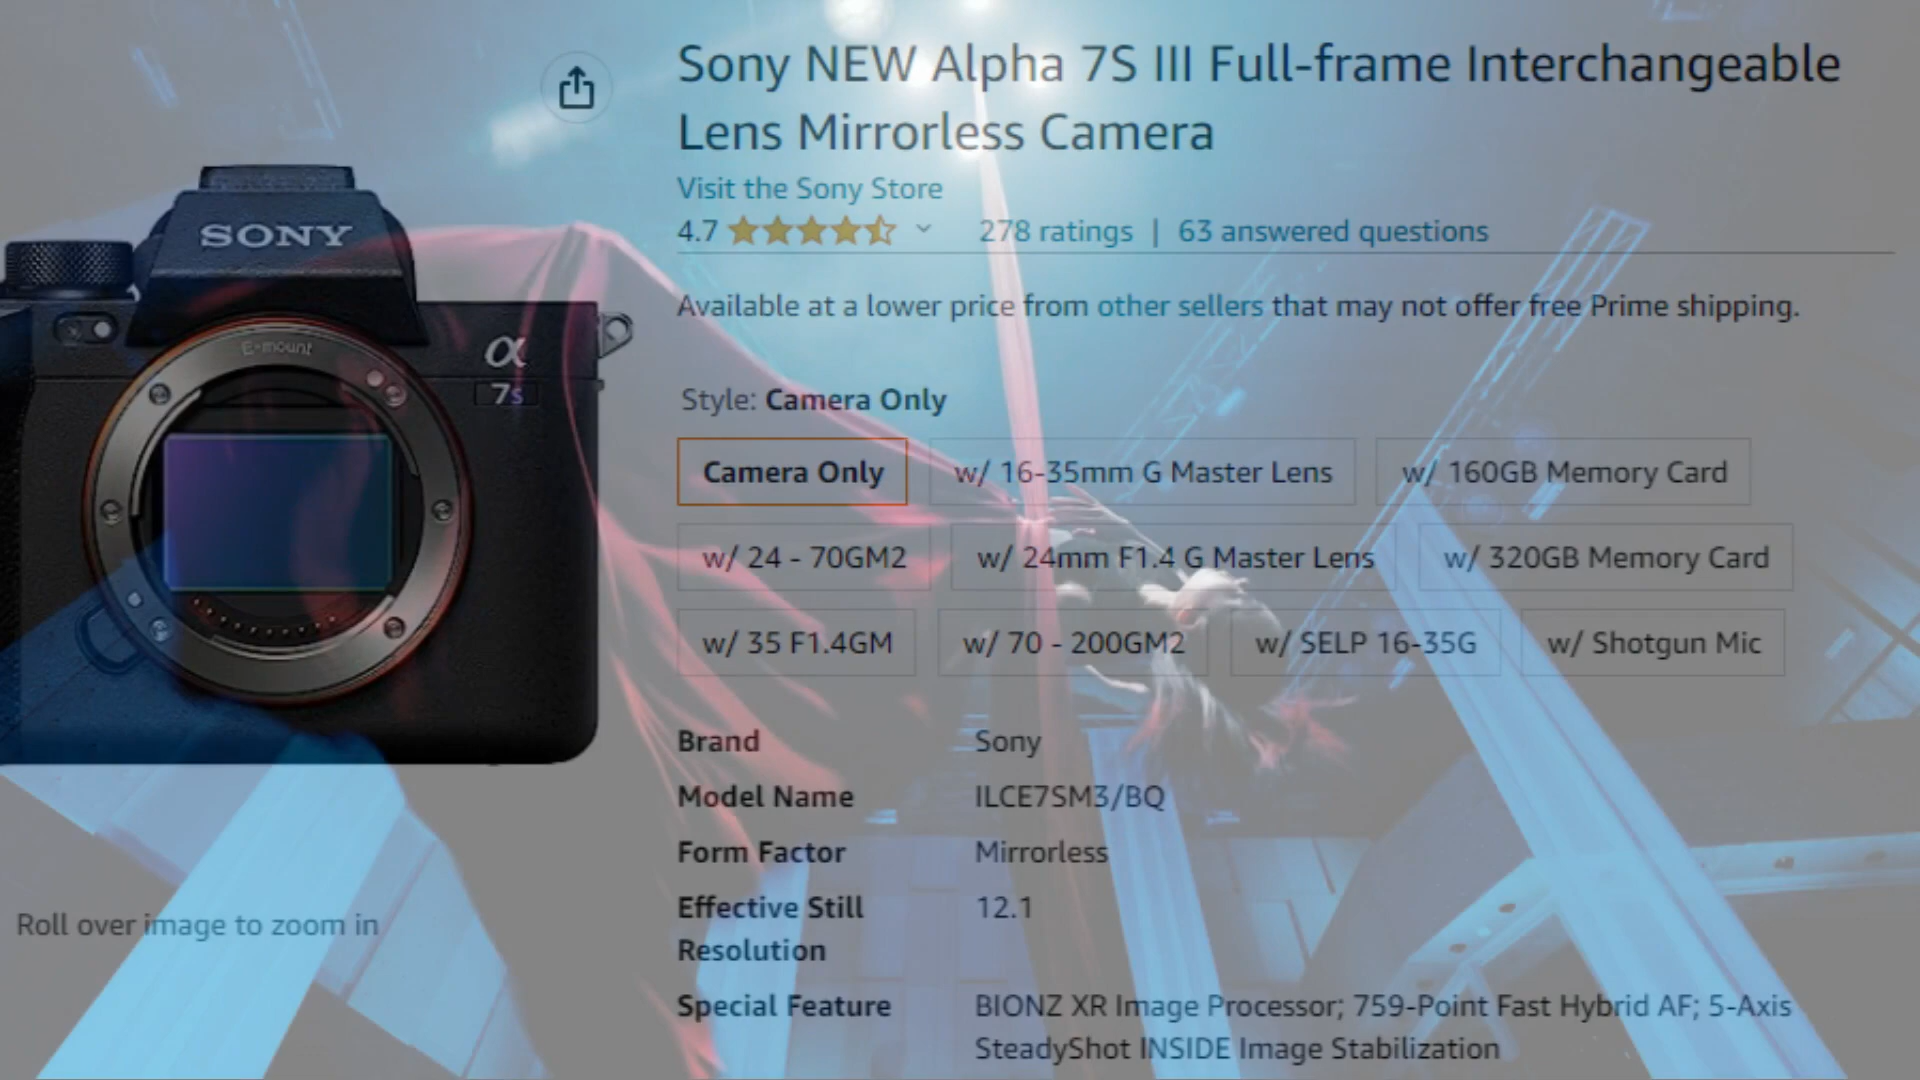 Sony NEW Alpha 7S III Full-frame Interchangeable
Lens Mirrorless Camera
Visit the Sony Store
4.7 278 ratings | 63 answered questions
Available at a lower price from other sellers that may not offer free Prime shipping.
Style: Camera Only
Camera Only w/ 16-35mm G Master Lens w/ 160GB Memory Card
w/ 24 - 70GM2 w/ 24mm F1.4 G Master Lens w/ 320GB Memory Card
w/ 35 F1.4GM w/ 70 - 200GM2 w/ SELP 16-35G w/ Shotgun Mic
Brand Sony
Model Name ILCE7SM3/BQ
Form Factor Mirrorless
Effective Still 12.1
Resolution
Special Feature BIONZ XR Image Processor; 759-Point Fast Hybrid AF; 5-Axis
SteadyShot INSIDE Image Stabilization
SONY
E-mount
α
7s
Roll over image to zoom in